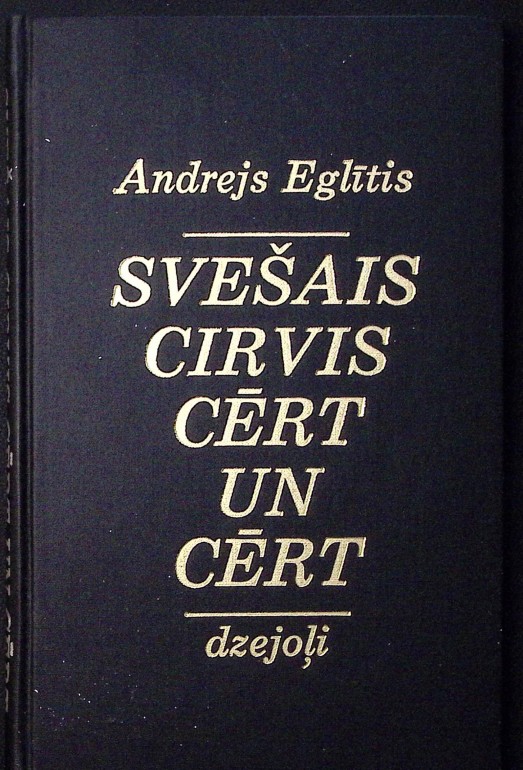 Andrejs Eglītis
SVEŠAIS
CIRVIS
CĒRT
UN
CĒRT
dzejoļi